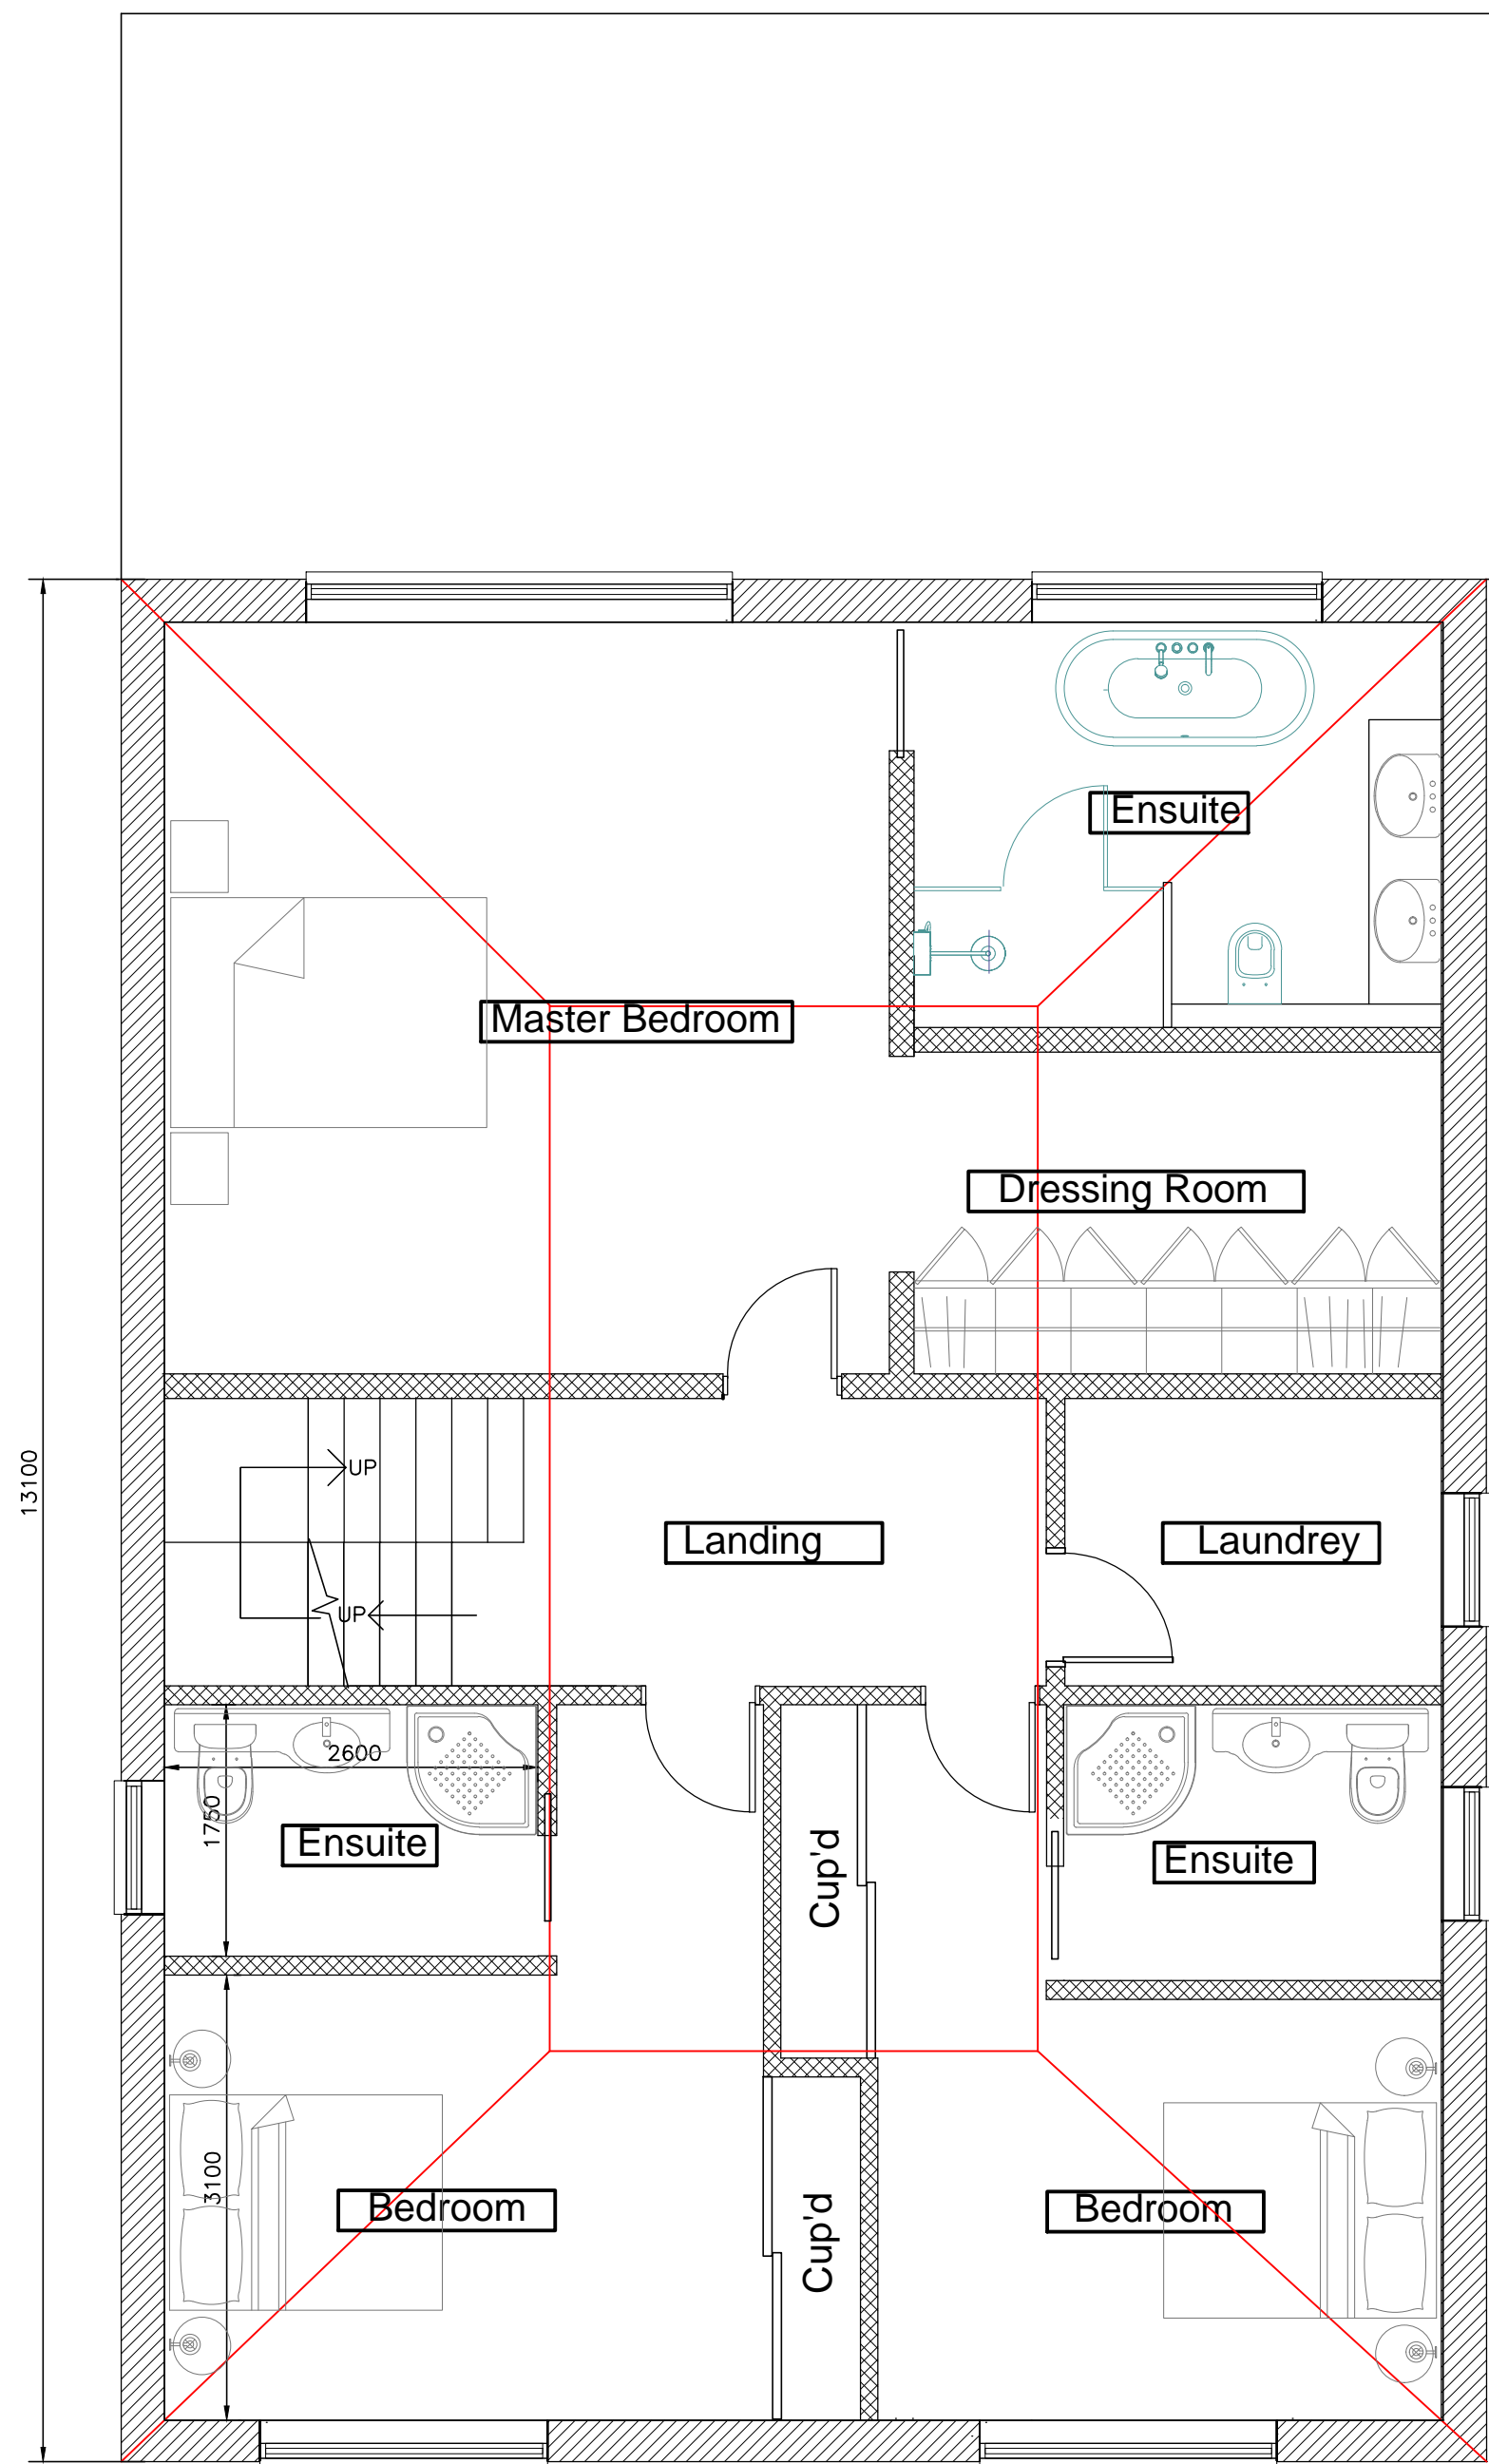 Ensuite
Master Bedroom
Dressing Room
13100
UP
Landing
Laundrey
UP
2600
1750
Ensuite
Cup'd
Ensuite
3100
Bedroom
Cup'd
Bedroom